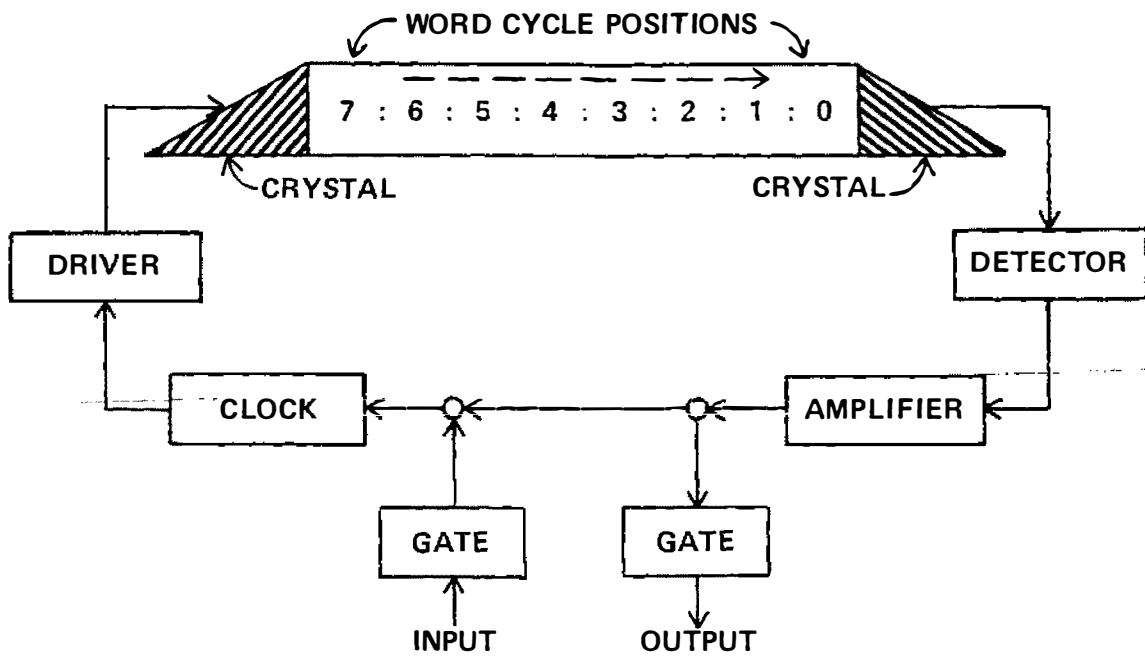 WORD CYCLE POSITIONS
7 : 6 : 5 : 4 : 3 : 2 : 1 : 0
CRYSTAL
CRYSTAL
DRIVER
DETECTOR
CLOCK
AMPLIFIER
GATE
GATE
INPUT
OUTPUT